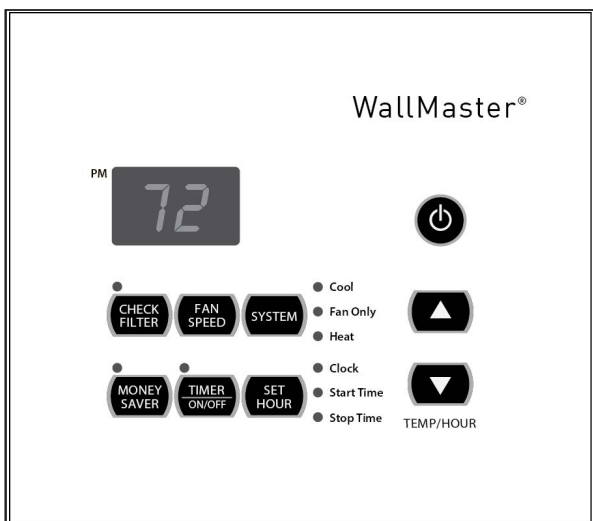 WallMaster®
PM
72
CHECK
FILTER
FAN
SPEED
SYSTEM
Cool
Fan Only
Heat
MONEY
SAVER
TIMER
ON/OFF
SET
HOUR
Clock
Start Time
Stop Time
TEMP/HOUR